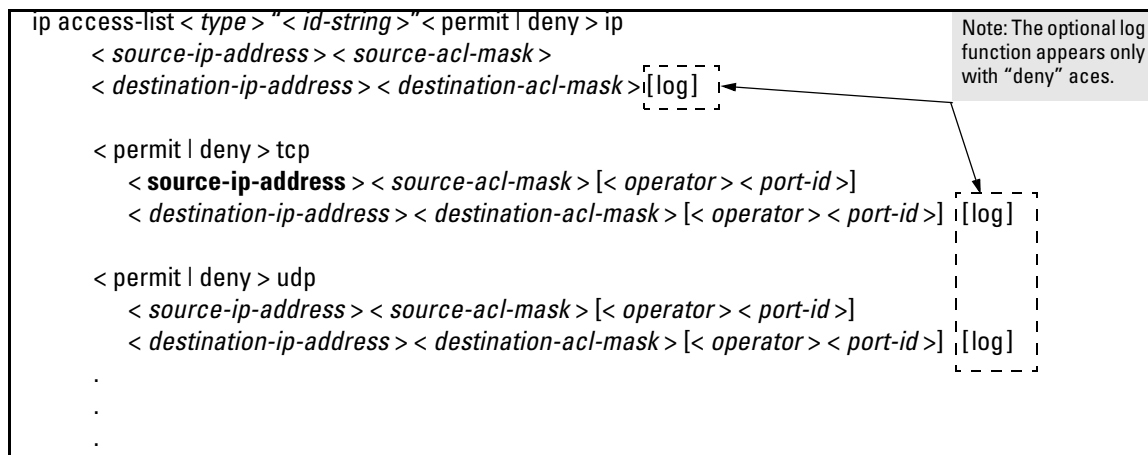 ip access-list < type > “< id-string >”< permit | deny > ip
< source-ip-address > < source-acl-mask >
< destination-ip-address > < destination-acl-mask > [log]
Note: The optional log
function appears only
with “deny” aces.
< permit | deny > tcp
< source-ip-address > < source-acl-mask > [< operator > < port-id >]
< destination-ip-address > < destination-acl-mask > [< operator > < port-id >] [log]
< permit | deny > udp
< source-ip-address > < source-acl-mask > [< operator > < port-id >]
< destination-ip-address > < destination-acl-mask > [< operator > < port-id >] [log]
.
.
.